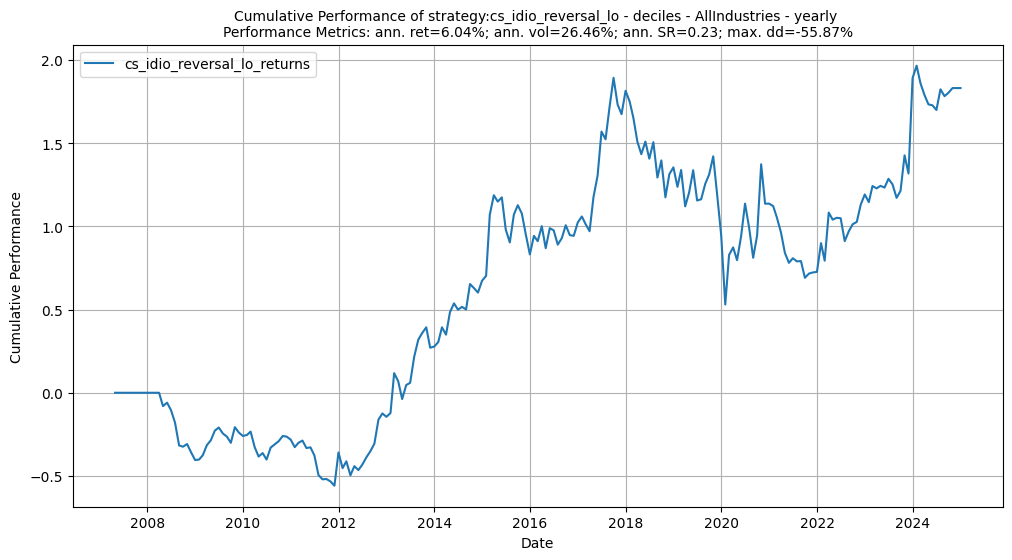 Cumulative Performance of strategy:cs_idio_reversal_lo - deciles - AllIndustries - yearly
Performance Metrics: ann. ret=6.04%; ann. vol=26.46%; ann. SR=0.23; max. dd=-55.87%
cs_idio_reversal_lo_returns
Cumulative Performance
2.0
1.5
1.0
0.5
0.0
−0.5
2008 2010 2012 2014 2016 2018 2020 2022 2024
Date